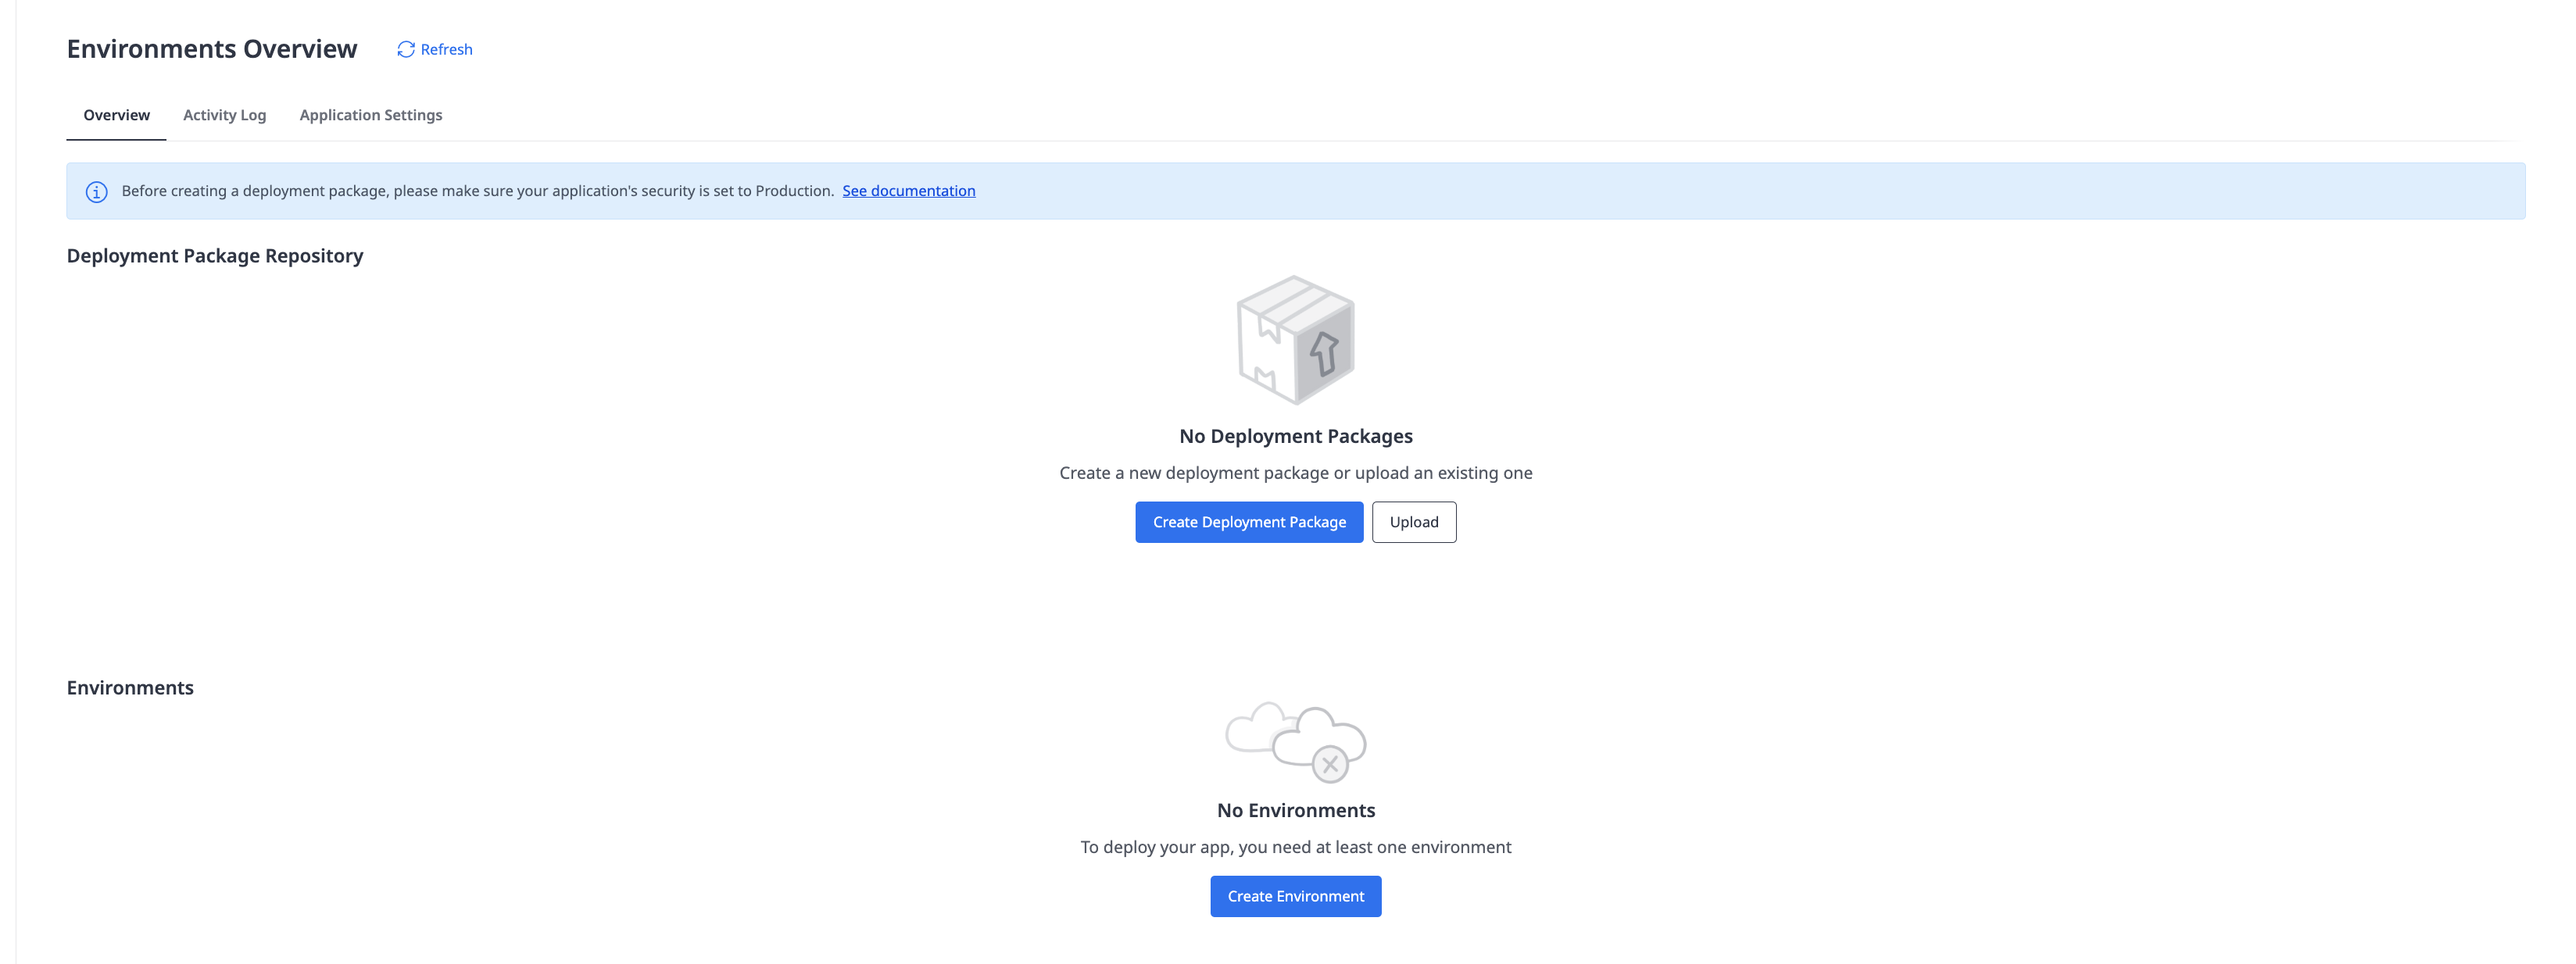 Environments Overview Refresh
Overview Activity Log Application Settings
Before creating a deployment package, please make sure your application's security is set to Production. See documentation
Deployment Package Repository
No Deployment Packages
Create a new deployment package or upload an existing one
Create Deployment Package Upload
Environments
No Environments
To deploy your app, you need at least one environment
Create Environment